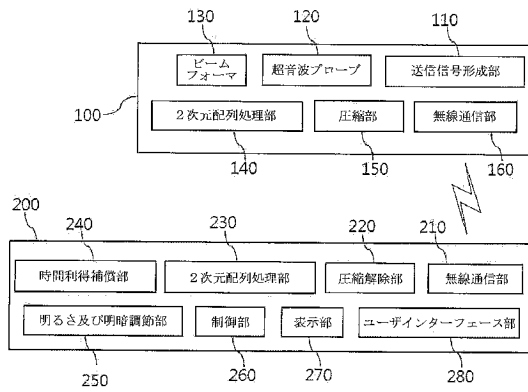 130
120
110
ビーム
フォーマ
超音波プローブ
送信信号形成部
100
2次元配列処理部
圧縮部
無線通信部
140
150
160
200
240
230
220
210
時間利得補償部
2次元配列処理部
圧縮解除部
無線通信部
明るさ及び明暗調節部
制御部
表示部
ユーザインターフェース部
250
260
270
280